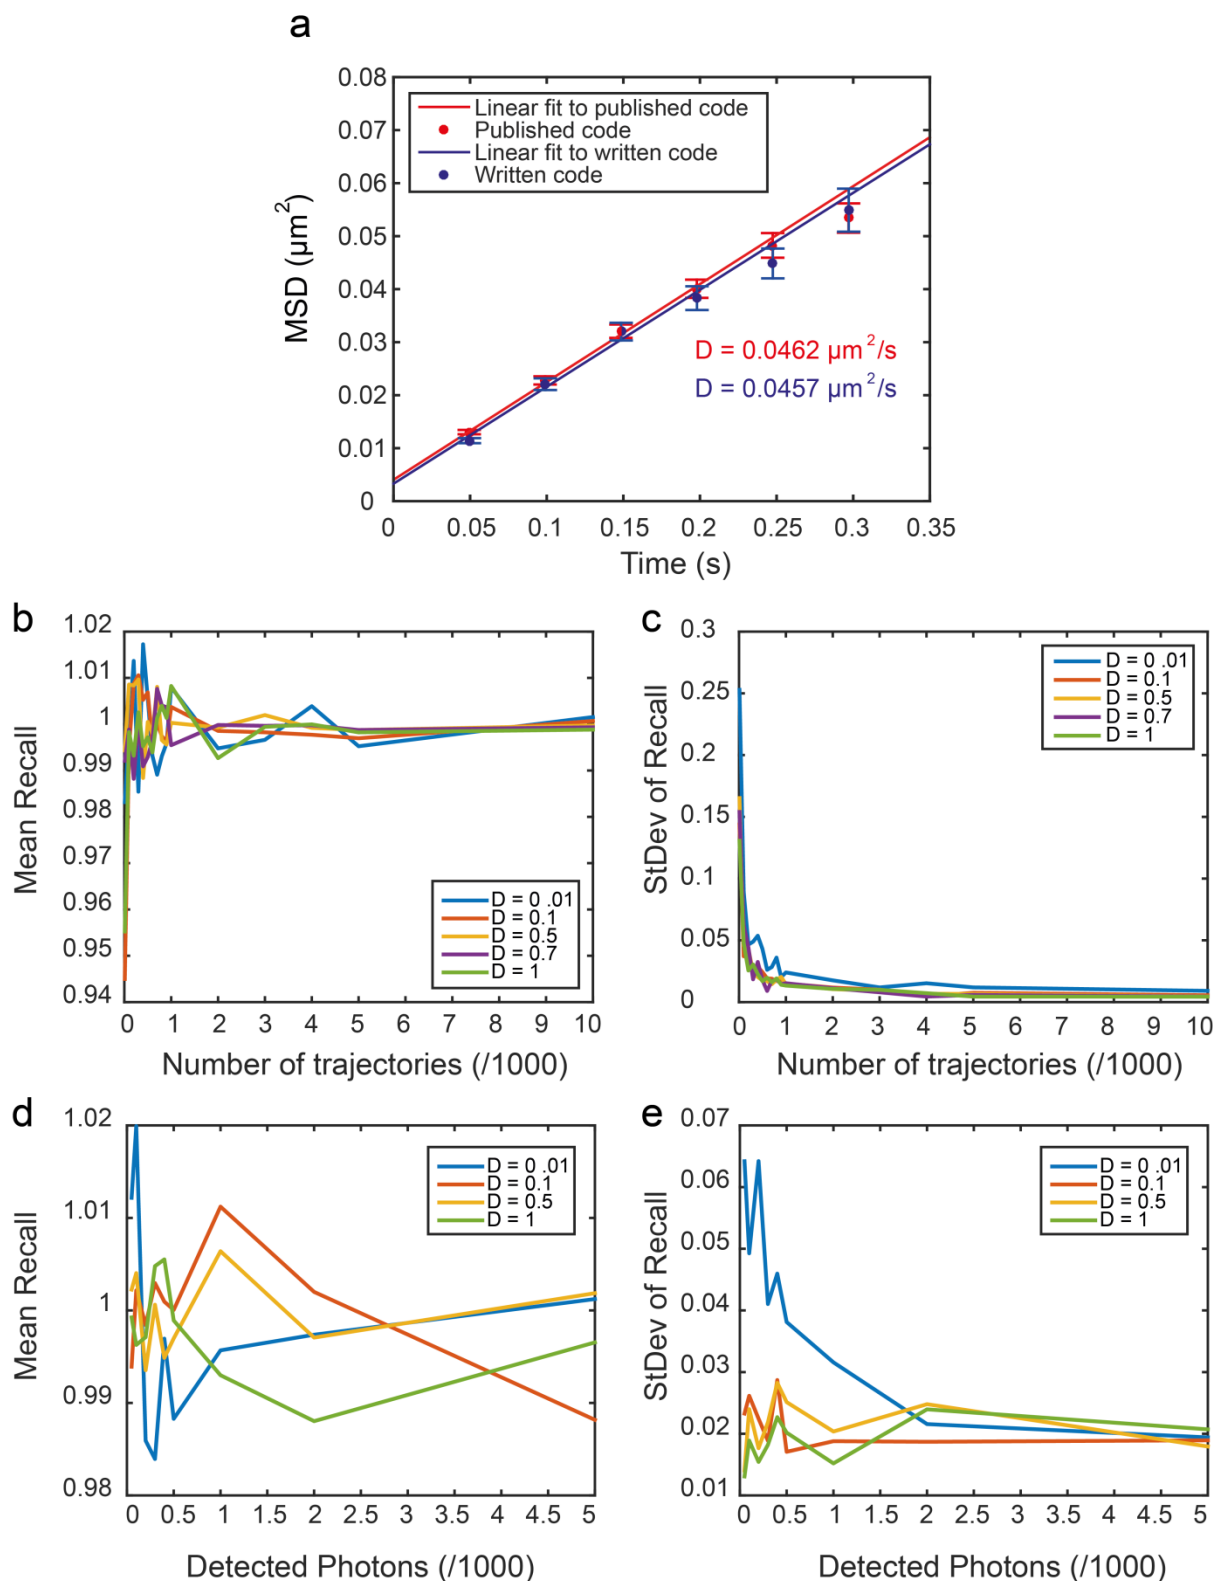 a
0.08
0.07
0.06
0.05
0.04
0.03
0.02
0.01
0
MSD (µm²)
Linear fit to published code
Published code
Linear fit to written code
Written code
D = 0.0462 µm²/s
D = 0.0457 µm²/s
0 0.05 0.1 0.15 0.2 0.25 0.3 0.35
Time (s)
b
1.02
1.01
1
0.99
0.98
0.97
0.96
0.95
0.94
Mean Recall
D = 0 .01
D = 0.1
D = 0.5
D = 0.7
D = 1
0 1 2 3 4 5 6 7 8 9 10
Number of trajectories (/1000)
c
0.3
0.25
0.2
0.15
0.1
0.05
0
StDev of Recall
D = 0 .01
D = 0.1
D = 0.5
D = 0.7
D = 1
0 1 2 3 4 5 6 7 8 9 10
Number of trajectories (/1000)
d
1.02
1.01
1
0.99
0.98
Mean Recall
D = 0 .01
D = 0.1
D = 0.5
D = 1
0 0.5 1 1.5 2 2.5 3 3.5 4 4.5 5
Detected Photons (/1000)
e
0.07
0.06
0.05
0.04
0.03
0.02
0.01
StDev of Recall
D = 0 .01
D = 0.1
D = 0.5
D = 1
0 0.5 1 1.5 2 2.5 3 3.5 4 4.5 5
Detected Photons (/1000)